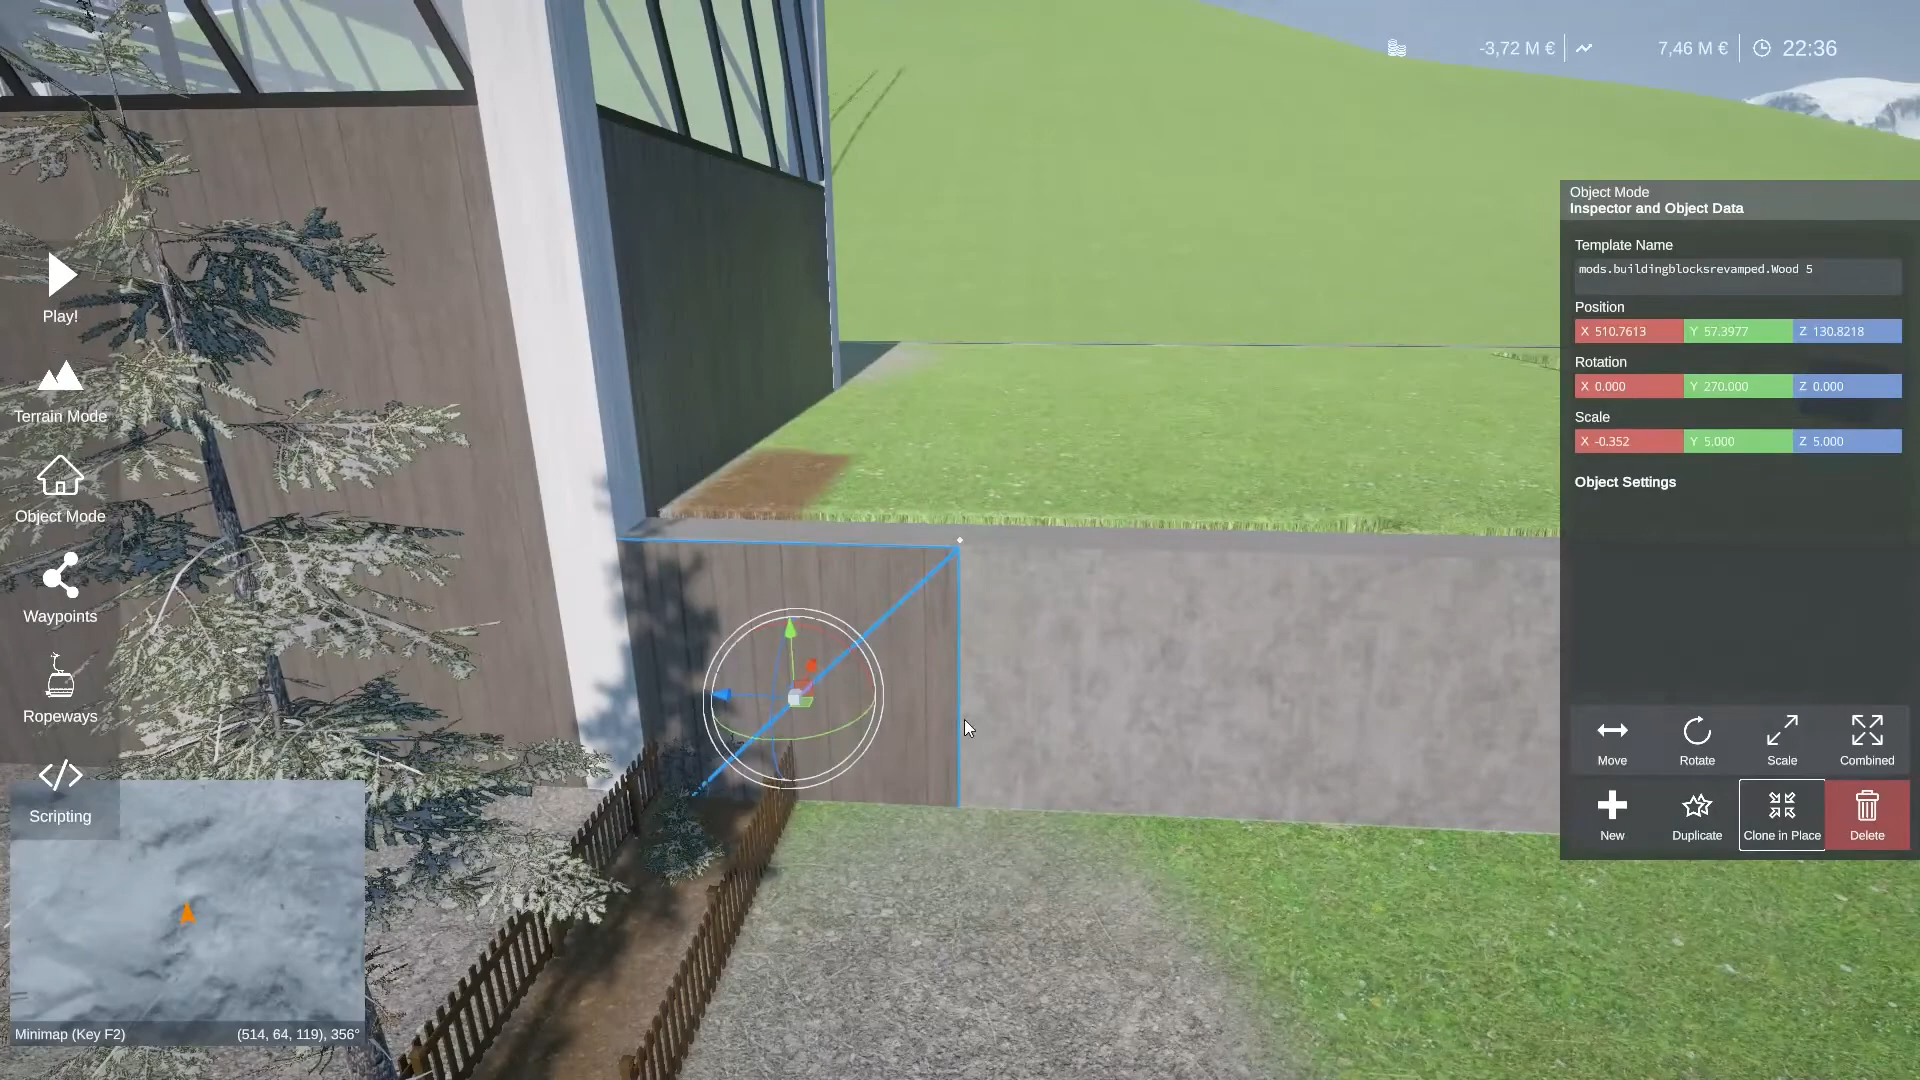 -3,72 M €
7,46 M €
22:36
Object Mode
Inspector and Object Data
Template Name
mods.buildingblocksrevamped.Wood 5
Position
X 510.7613 Y 57.3977 Z 130.8218
Rotation
X 0.000 Y 270.000 Z 0.000
Scale
X -0.352 Y 5.000 Z 5.000
Object Settings
Move
Rotate
Scale
Combined
New
Duplicate
Clone in Place
Delete
Play!
Terrain Mode
Object Mode
Waypoints
Ropeways
Scripting
Minimap (Key F2) (514, 64, 119), 356°